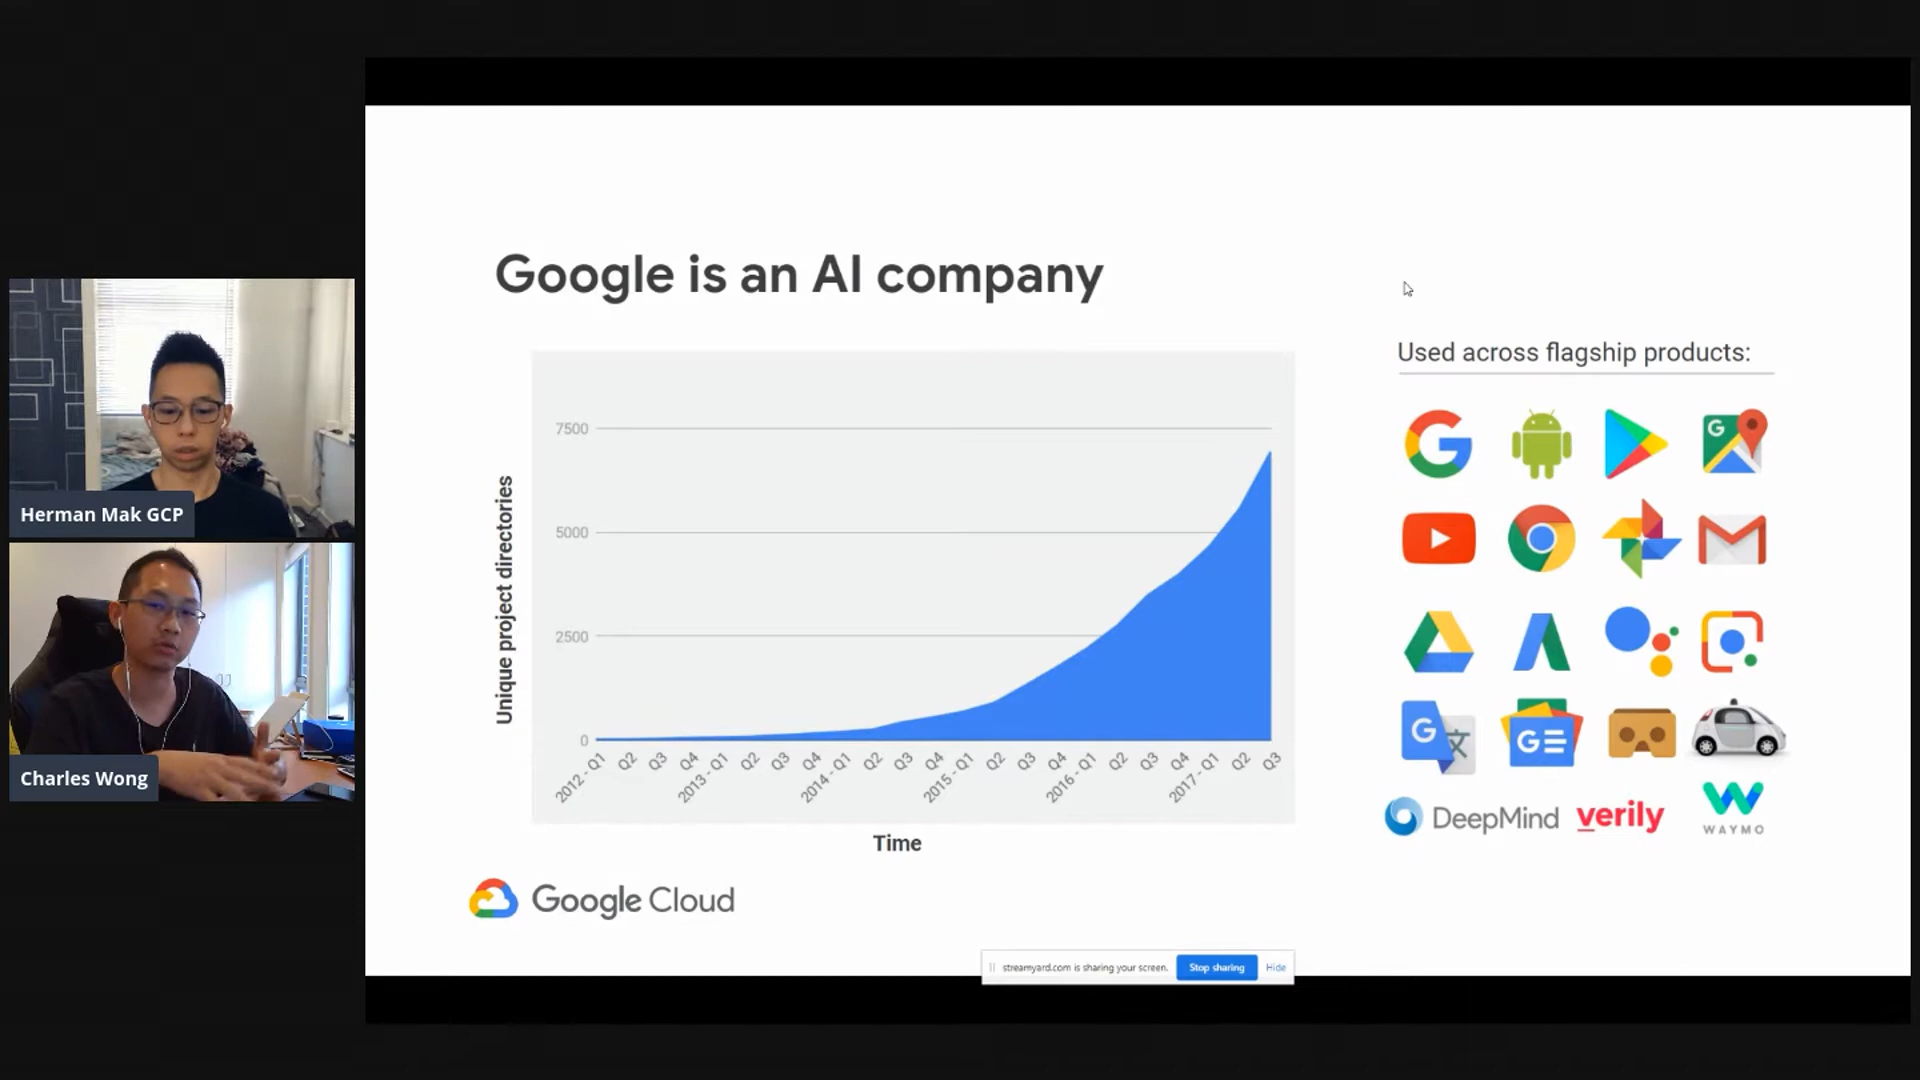 Google is an AI company
Used across flagship products:
7500
5000
2500
0
Unique project directories
2012 - Q1 Q2 Q3 Q4 2013 - Q1 Q2 Q3 Q4 2014 - Q1 Q2 Q3 Q4 2015 - Q1 Q2 Q3 Q4 2016 - Q1 Q2 Q3 Q4 2017 - Q1 Q2 Q3
Time
G
G
G 文
GE
DeepMind verily WAYMO
Google Cloud
Herman Mak GCP
Charles Wong
streamyard.com is sharing your screen. Stop sharing Hide